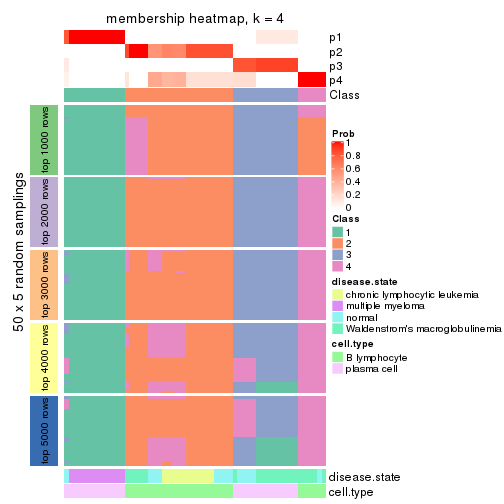 membership heatmap, k = 4
p1
p2
p3
p4
Class
50 x 5 random samplings
top 1000 rows
top 2000 rows
top 3000 rows
top 4000 rows
top 5000 rows
Prob
1
0.8
0.6
0.4
0.2
0
Class
1
2
3
4
disease.state
chronic lymphocytic leukemia
multiple myeloma
normal
Waldenstrom's macroglobulinemia
cell.type
B lymphocyte
plasma cell
disease.state
cell.type